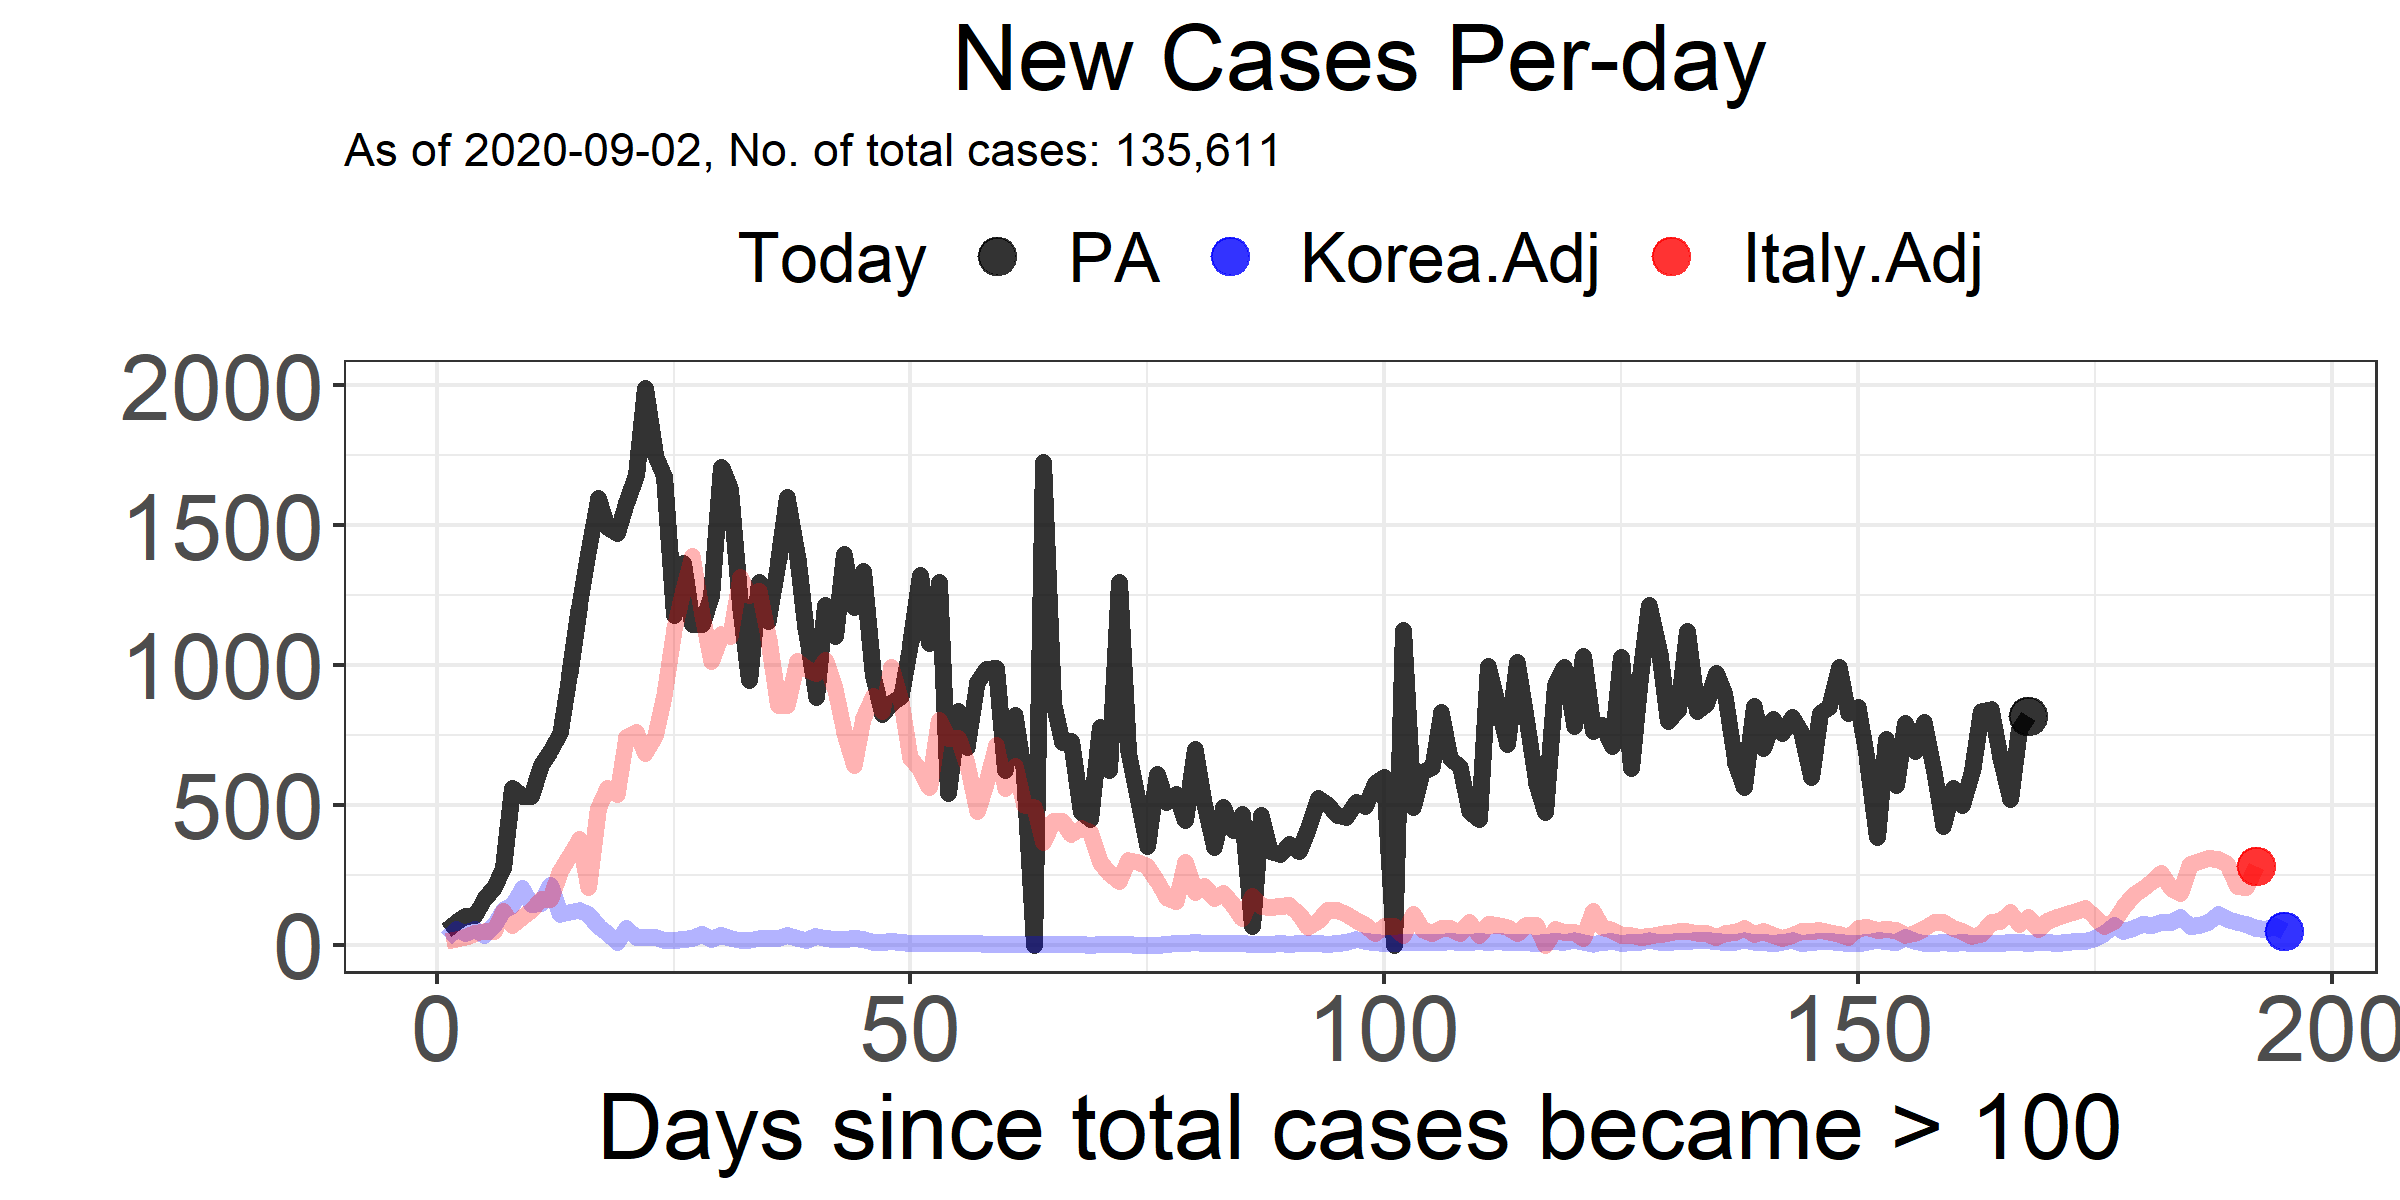 New Cases Per-day
As of 2020-09-02, No. of total cases: 135,611
Today PA Korea.Adj Italy.Adj
2000
1500
1000
500
0
0 50 100 150 200
Days since total cases became > 100